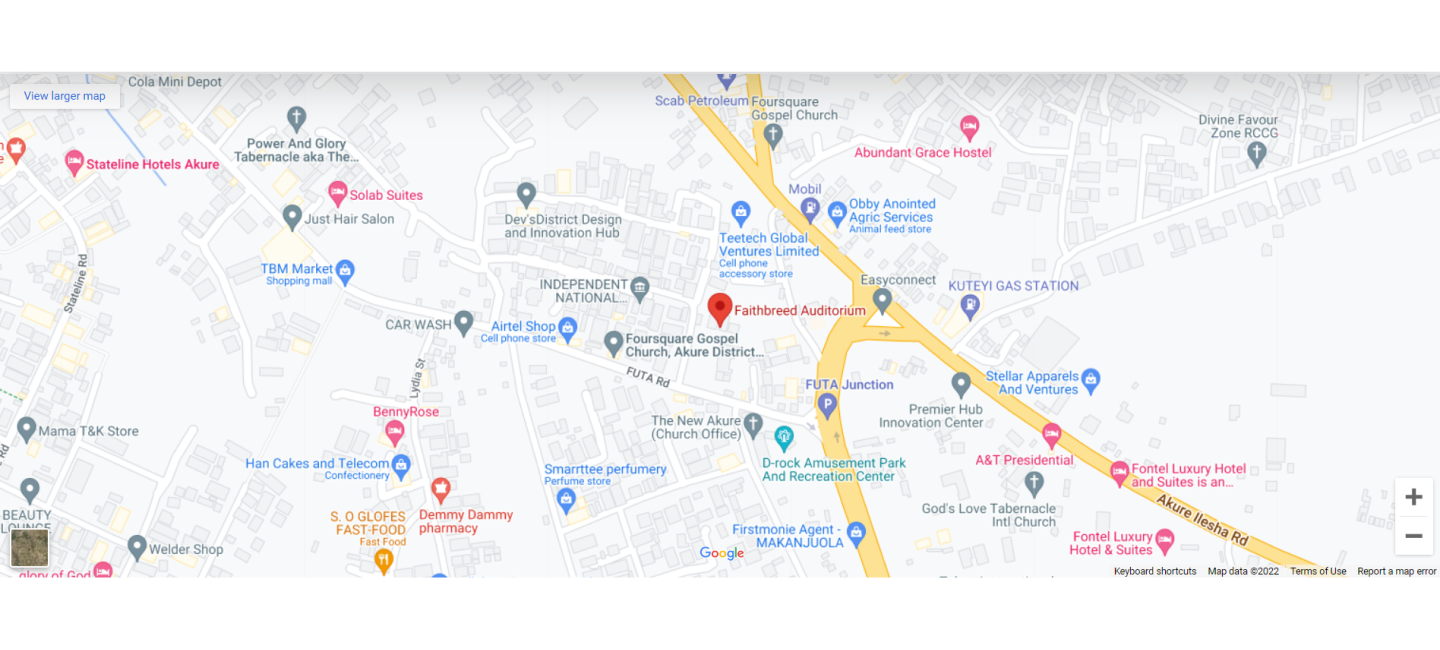 Cola Mini Depot
View larger map
Scab Petroleum
Foursquare
Gospel Church
Power And Glory
Tabernacle aka The...
Stateline Hotels Akure
Abundant Grace Hostel
Divine Favour
Zone RCCG
Solab Suites
Just Hair Salon
Dev'sDistrict Design
and Innovation Hub
Mobil
Obby Anointed
Agric Services
Animal feed store
Teetech Global
Ventures Limited
Cell phone
accessory store
TBM Market
Shopping mall
Stateline Rd
INDEPENDENT
NATIONAL...
Easyconnect
KUTEYI GAS STATION
Faithbreed Auditorium
CAR WASH
Airtel Shop
Cell phone store
Foursquare Gospel
Church, Akure District...
FUTA Rd
Lydia St
FUTA Junction
Stellar Apparels
And Ventures
Premier Hub
Innovation Center
BennyRose
Mama T&K Store
The New Akure
(Church Office)
D-rock Amusement Park
And Recreation Center
A&T Presidential
Han Cakes and Telecom
Confectionery
Smarrttee perfumery
Perfume store
Fontel Luxury Hotel
and Suites is an...
Akure Ilesha Rd
God's Love Tabernacle
Intl Church
BEAUTY
LOUNGE
S. O GLOFES
FAST-FOOD
Fast Food
Demmy Dammy
pharmacy
Welder Shop
Firstmonie Agent -
MAKANJUOLA
Fontel Luxury
Hotel & Suites
Google
glory of God
Keyboard shortcuts
Map data ©2022
Terms of Use
Report a map error